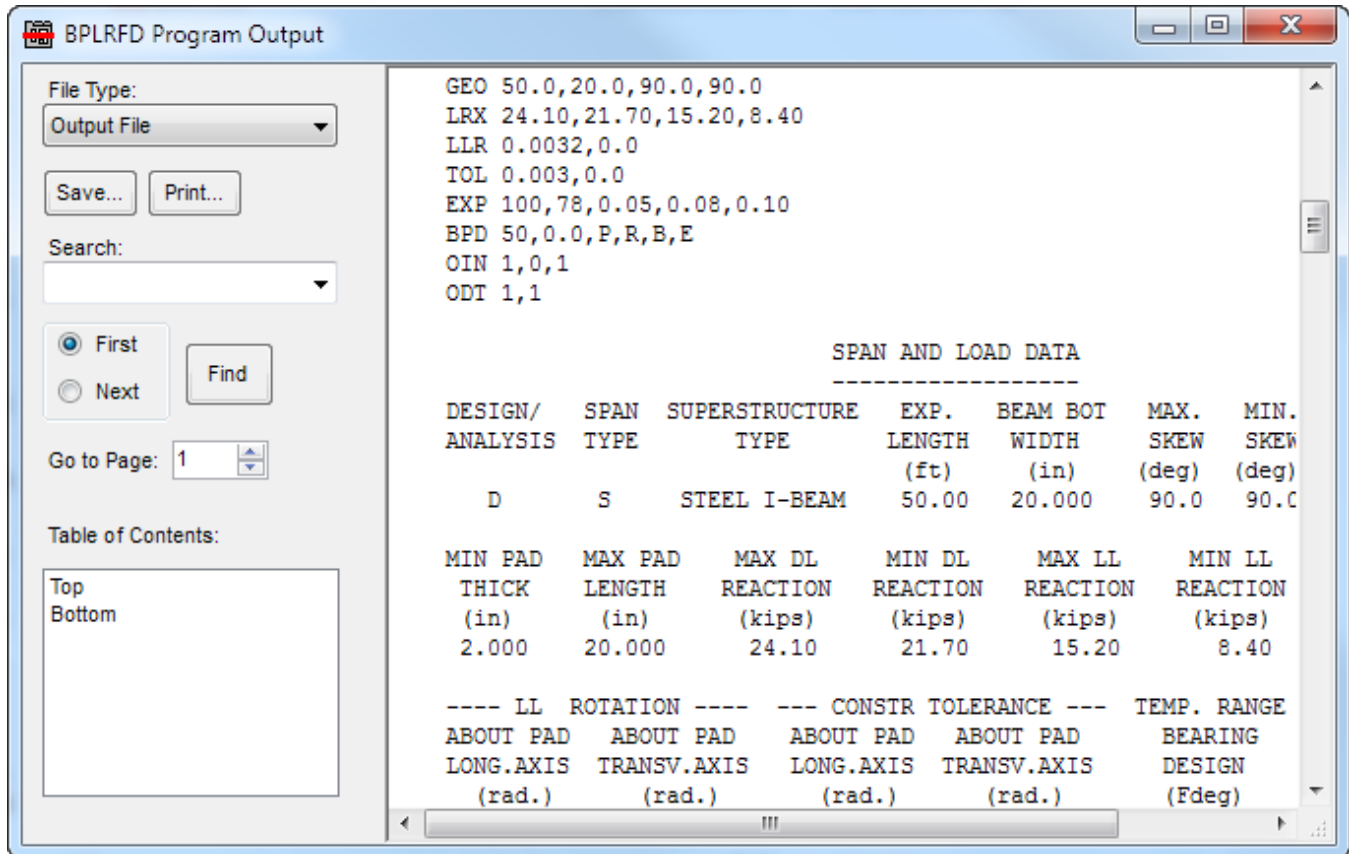 BPLRFD Program Output
File Type:
Output File
Save... Print...
Search:
First
Next
Find
Go to Page: 1
Table of Contents:
Top
Bottom
GEO 50.0,20.0,90.0,90.0
LRX 24.10,21.70,15.20,8.40
LLR 0.0032,0.0
TOL 0.003,0.0
EXP 100,78,0.05,0.08,0.10
BPD 50,0.0,P,R,B,E
OIN 1,0,1
ODT 1,1
SPAN AND LOAD DATA
-------------------
DESIGN/ SPAN SUPERSTRUCTURE EXP. BEAM BOT MAX. MIN.
ANALYSIS TYPE TYPE LENGTH WIDTH SKEW SKEW
(ft) (in) (deg) (deg)
D S STEEL I-BEAM 50.00 20.000 90.0 90.0
MIN PAD MAX PAD MAX DL MIN DL MAX LL MIN LL
THICK LENGTH REACTION REACTION REACTION REACTION
(in) (in) (kips) (kips) (kips) (kips)
2.000 20.000 24.10 21.70 15.20 8.40
---- LL ROTATION ---- --- CONSTR TOLERANCE --- TEMP. RANGE
ABOUT PAD ABOUT PAD ABOUT PAD ABOUT PAD BEARING
LONG.AXIS TRANSV.AXIS LONG.AXIS TRANSV.AXIS DESIGN
(rad.) (rad.) (rad.) (rad.) (Fdeg)